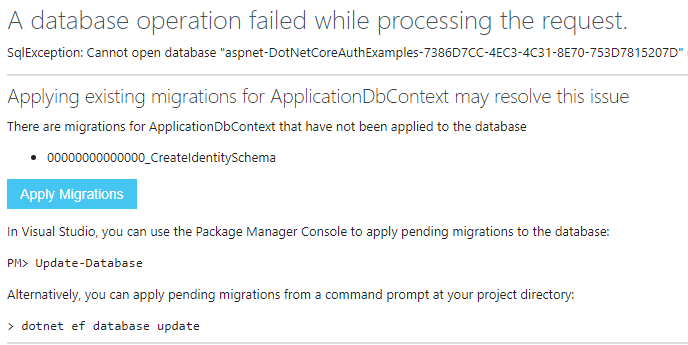 A database operation failed while processing the request.
SqlException: Cannot open database "aspnet-DotNetCoreAuthExamples-7386D7CC-4EC3-4C31-8E70-753D7815207D"
Applying existing migrations for ApplicationDbContext may resolve this issue
There are migrations for ApplicationDbContext that have not been applied to the database
• 00000000000000_CreateIdentitySchema
Apply Migrations
In Visual Studio, you can use the Package Manager Console to apply pending migrations to the database:
PM> Update-Database
Alternatively, you can apply pending migrations from a command prompt at your project directory:
> dotnet ef database update